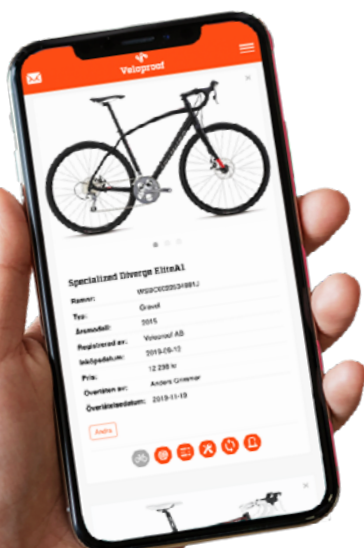 Veloproof
Specialized Diverge EliteA1
Ramnr:
Typ: Gravel
Årsmodell: 2015
Registrerad av: Veloproof AB
Inköpsdatum: 2019-09-12
Pris: 12 298 kr
Överlåten av: Anders
Överlåtelsedatum: 2019-11-19
Ändra